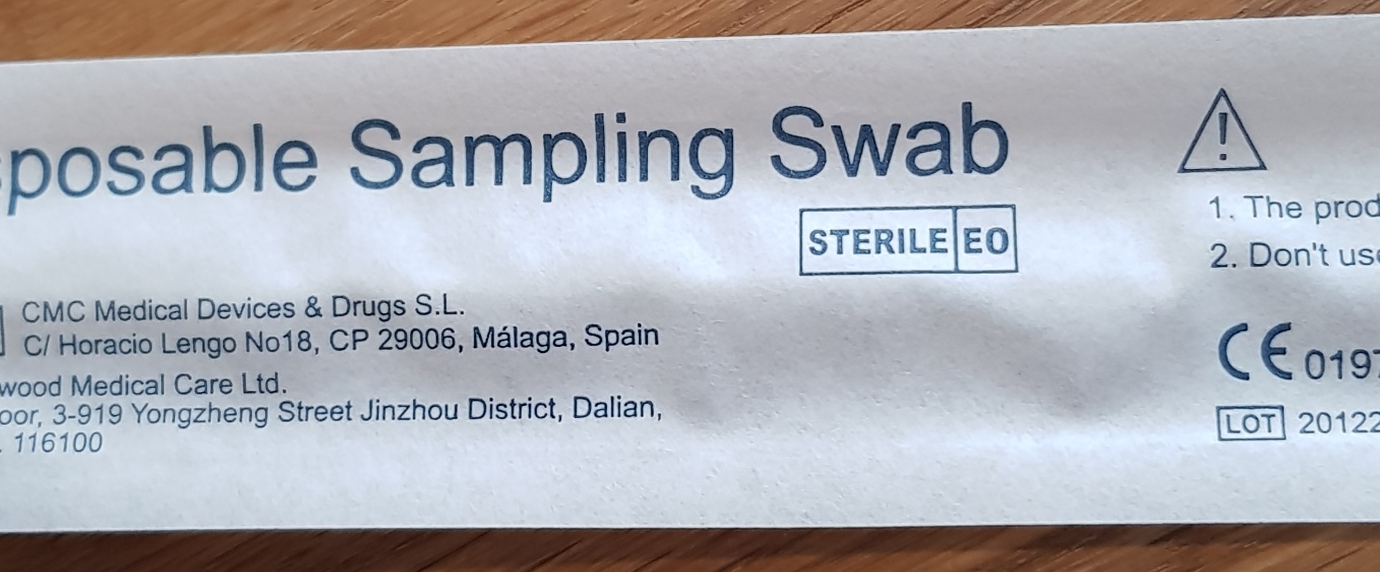 posable Sampling Swab
STERILE EO
CMC Medical Devices & Drugs S.L.
C/ Horacio Lengo No18, CP 29006, Málaga, Spain
wood Medical Care Ltd.
oor, 3-919 Yongzheng Street Jinzhou District, Dalian,
. 116100
!
1. The prod
2. Don't us
CE 0197
LOT 20122